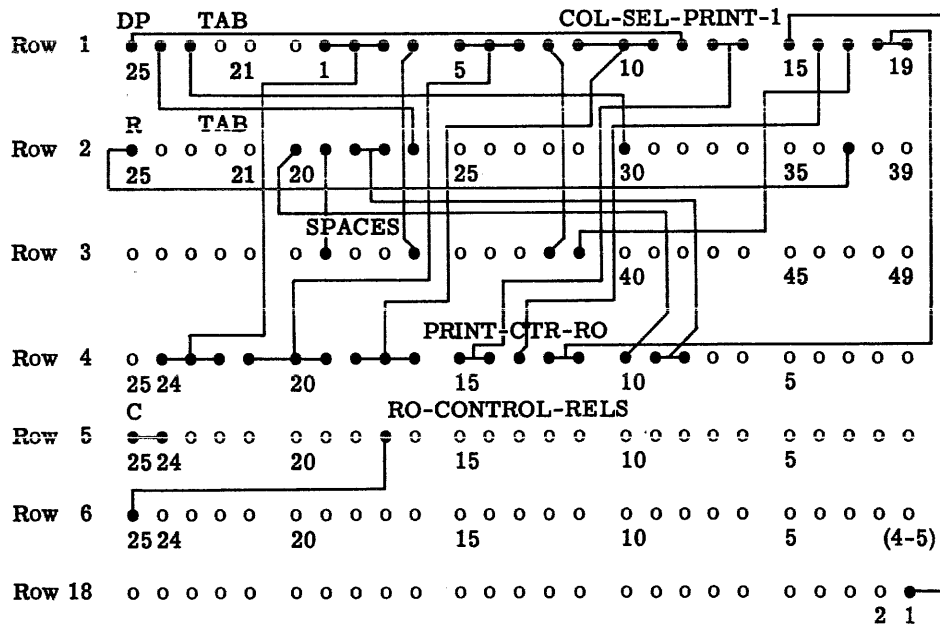 DP TAB COL-SEL-PRINT-1
Row 1
25 21 1 5 10 15 19
R TAB
Row 2
25 21 20 25 30 35 39
SPACES
Row 3
40 45 49
PRINT-CTR-RO
Row 4
25 24 20 15 10 5
C RO-CONTROL-RELS
Row 5
25 24 20 15 10 5
Row 6
25 24 20 15 10 5 (4-5)
Row 18
2 1